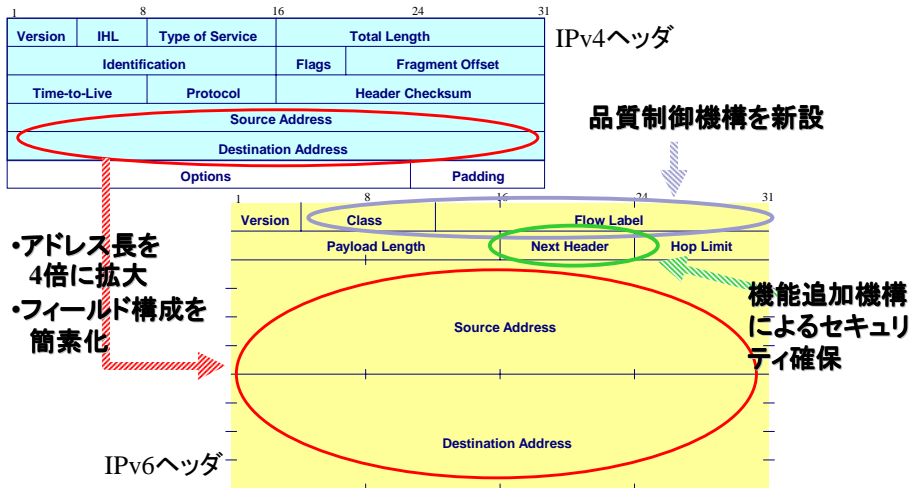 1 8 16 24 31
Version IHL Type of Service Total Length
IPv4ヘッダ
Identification Flags Fragment Offset
Time-to-Live Protocol Header Checksum
Source Address
Destination Address
Options Padding
品質制御機構を新設
1 8 16 24 31
Version Class Flow Label
Payload Length Next Header Hop Limit
•アドレス長を
4倍に拡大
•フィールド構成を
簡素化
機能追加機構
によるセキュリ
ティ確保
Source Address
Destination Address
IPv6ヘッダ